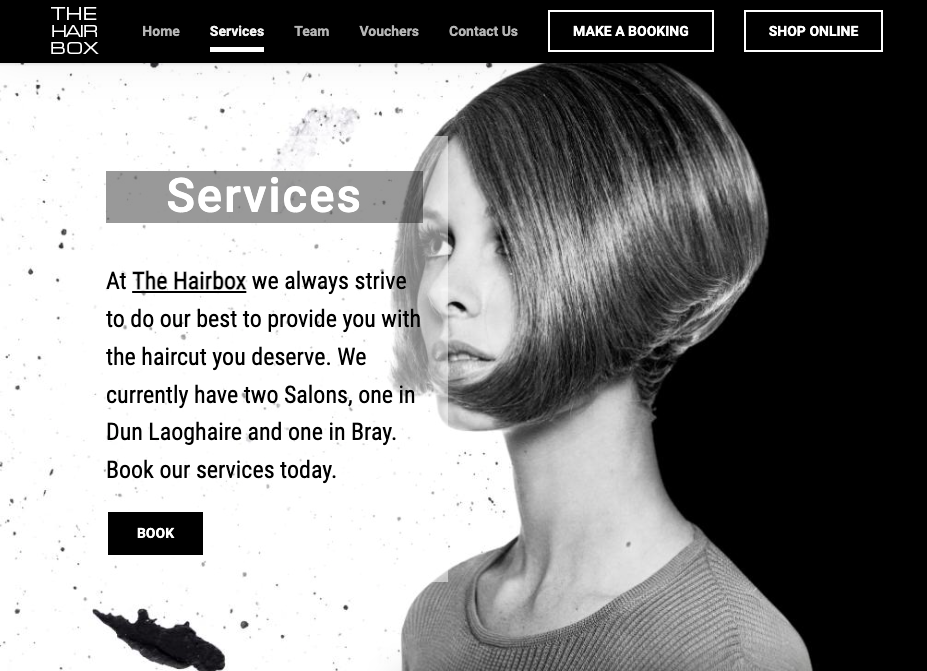 THE
HAIR
BOX
Home Services Team Vouchers Contact Us MAKE A BOOKING SHOP ONLINE
Services
At The Hairbox we always strive
to do our best to provide you with
the haircut you deserve. We
currently have two Salons, one in
Dun Laoghaire and one in Bray.
Book our services today.
BOOK